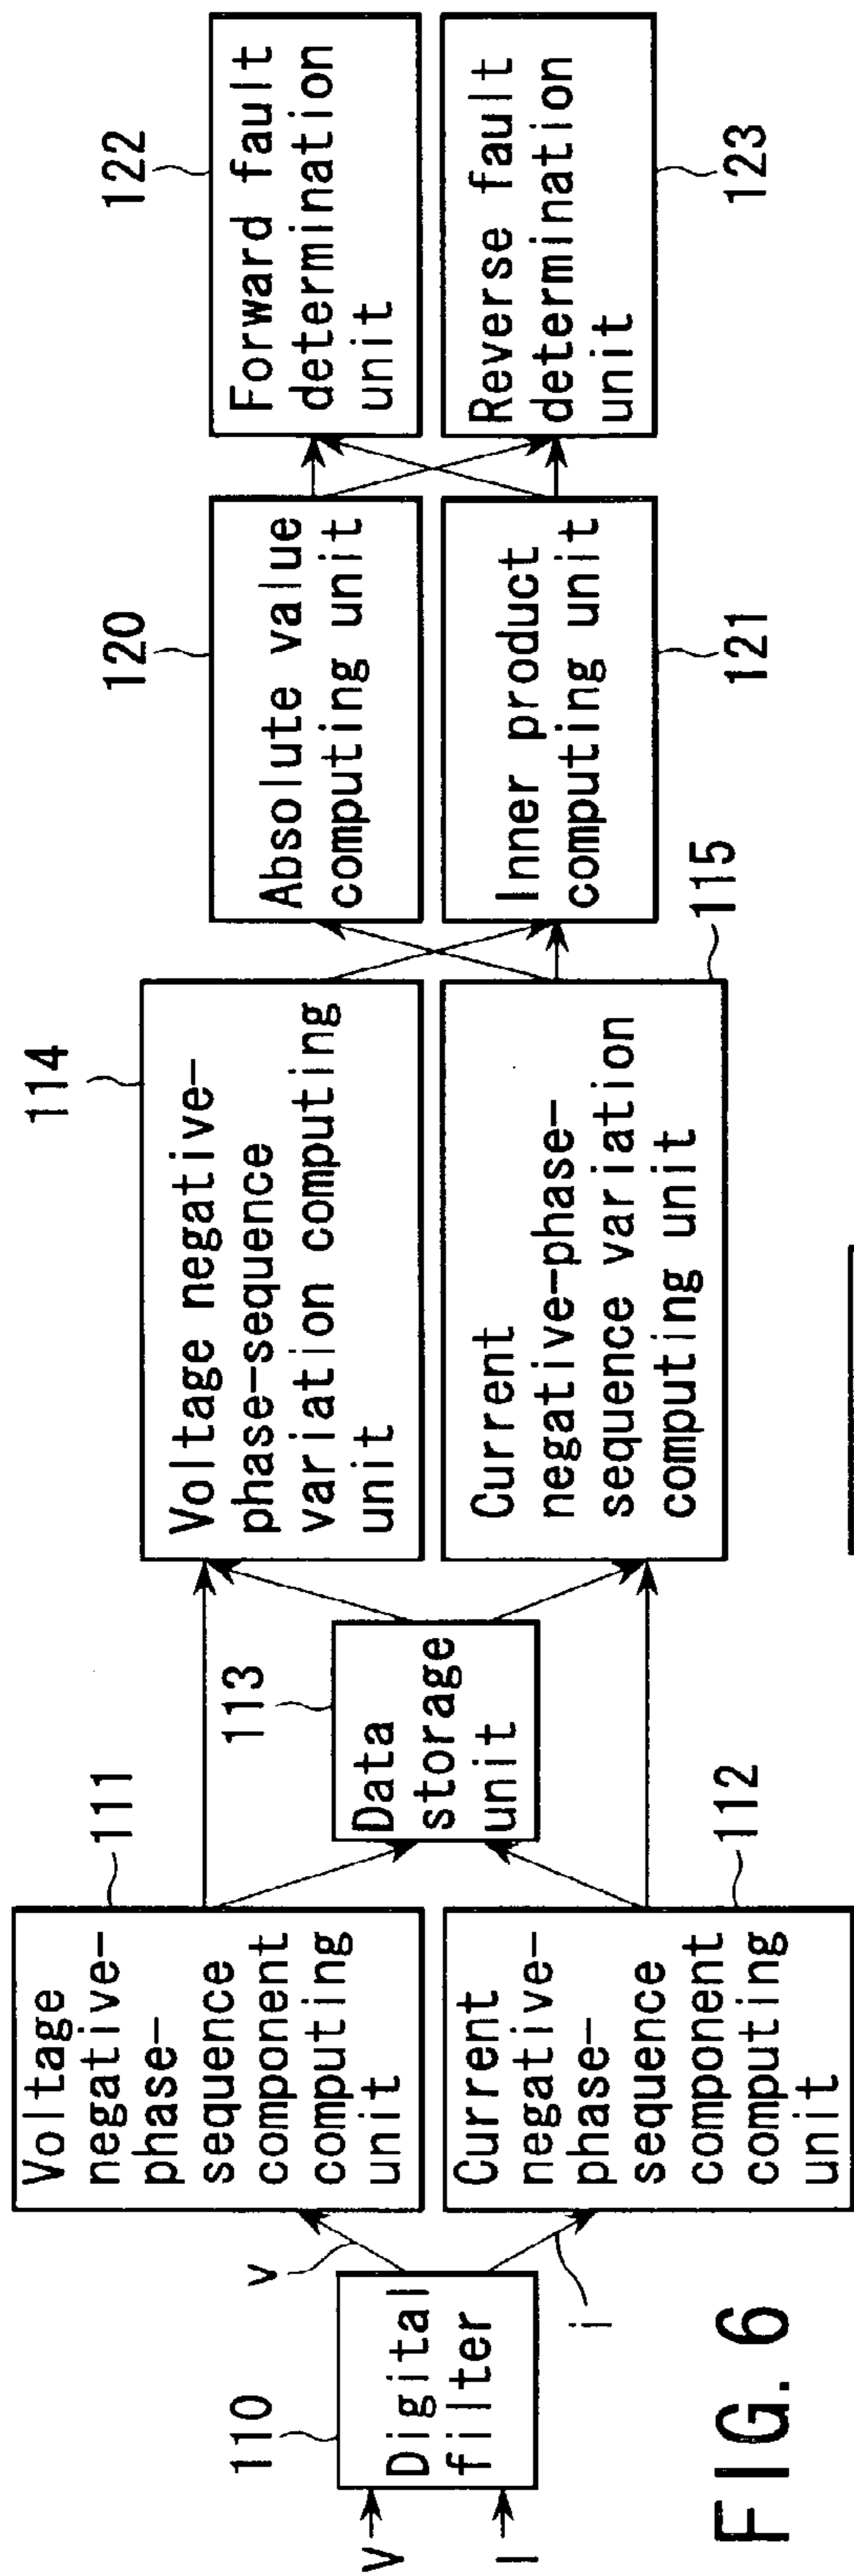 V
I
110
Digital
filter
v
i
111
Voltage
negative-
phase-
sequence
component
computing
unit
Current
negative-
phase-
sequence
component
computing
unit
112
113
Data
storage
unit
114
Voltage negative-
phase-sequence
variation computing
unit
Current
negative-phase-
sequence variation
computing unit
115
120
Absolute value
computing unit
Inner product
computing unit
121
122
Forward fault
determination
unit
Reverse fault
determination
unit
123
FIG. 6